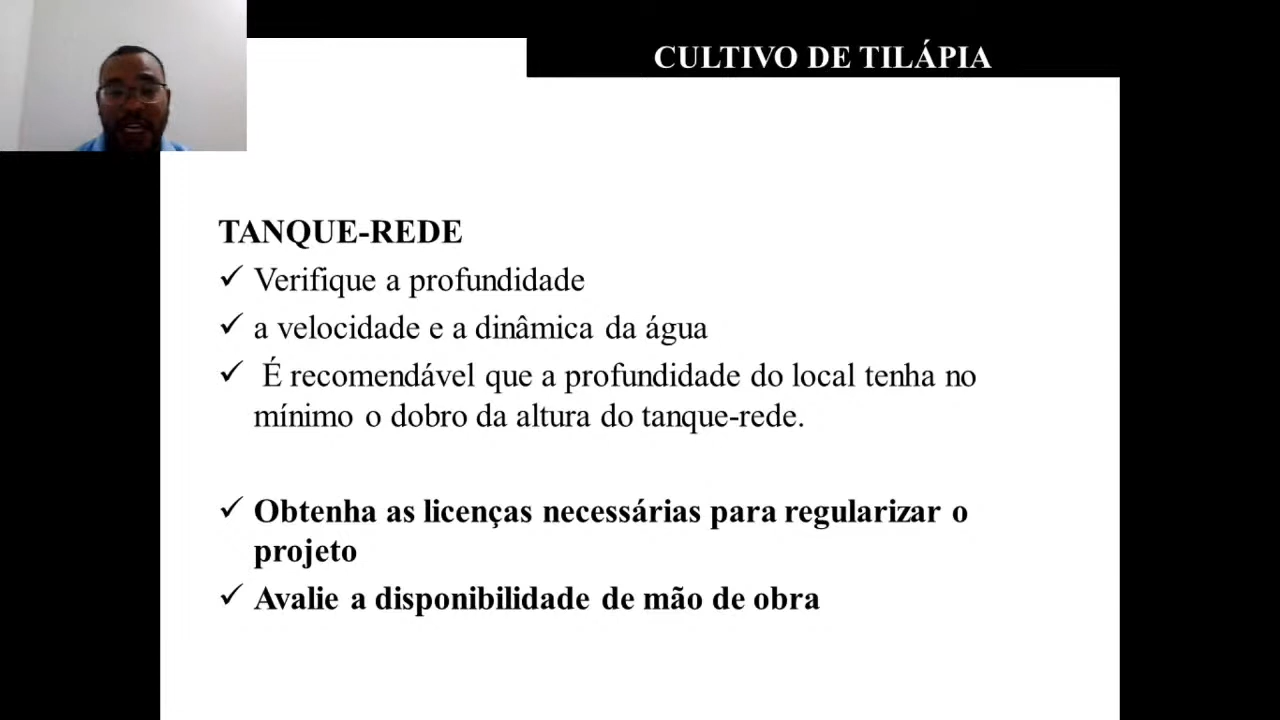 CULTIVO DE TILÁPIA
TANQUE-REDE
✓ Verifique a profundidade
✓ a velocidade e a dinâmica da água
✓ É recomendável que a profundidade do local tenha no
mínimo o dobro da altura do tanque-rede.
✓ Obtenha as licenças necessárias para regularizar o
projeto
✓ Avalie a disponibilidade de mão de obra